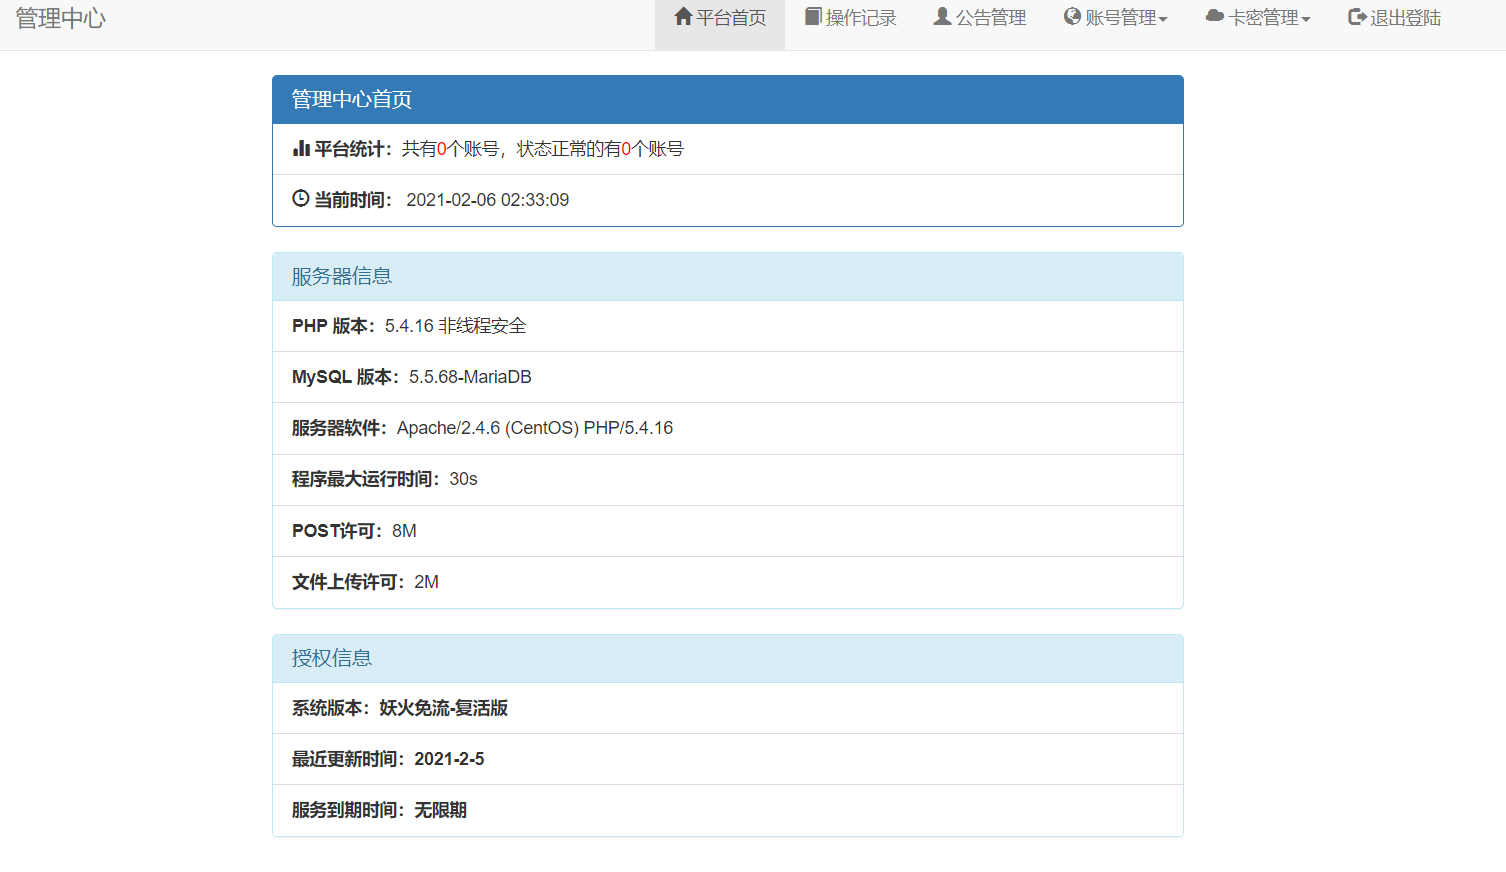 管理中心 平台首页 操作记录 公告管理 账号管理 卡密管理 退出登陆
管理中心首页
平台统计：共有0个账号，状态正常的有0个账号
当前时间： 2021-02-06 02:33:09
服务器信息
PHP 版本：5.4.16 非线程安全
MySQL 版本：5.5.68-MariaDB
服务器软件：Apache/2.4.6 (CentOS) PHP/5.4.16
程序最大运行时间：30s
POST许可：8M
文件上传许可：2M
授权信息
系统版本：妖火免流-复活版
最近更新时间：2021-2-5
服务到期时间：无限期